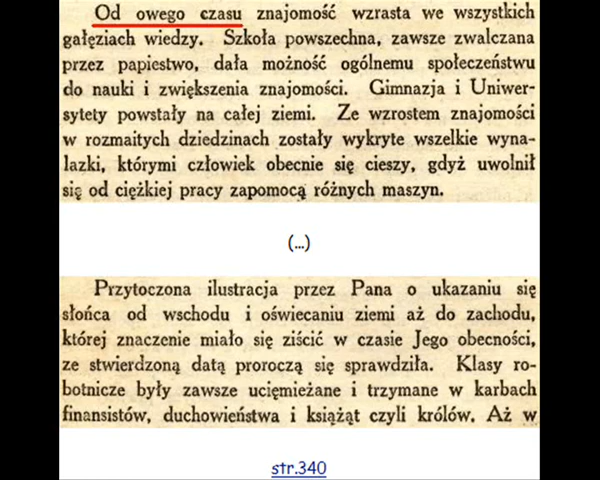 Od owego czasu znajomość wzrasta we wszystkich
gałęziach wiedzy. Szkoła powszechna, zawsze zwalczana
przez papiestwo, dała możność ogólnemu społeczeństwu
do nauki i zwiększenia znajomości. Gimnazja i Uniwer-
sytety powstały na całej ziemi. Ze wzrostem znajomości
w rozmaitych dziedzinach zostały wykryte wszelkie wyna-
lazki, którymi człowiek obecnie się cieszy, gdyż uwolnił
się od ciężkiej pracy zapomocą różnych maszyn.
(...)
Przytoczona ilustracja przez Pana o ukazaniu się
słońca od wschodu i oświecaniu ziemi aż do zachodu,
której znaczenie miało się ziścić w czasie Jego obecności,
ze stwierdzoną datą proroczą się sprawdziła. Klasy ro-
botnicze były zawsze uciemiężane i trzymane w karbach
finansistów, duchowieństwa i książąt czyli królów. Aż w
str.340